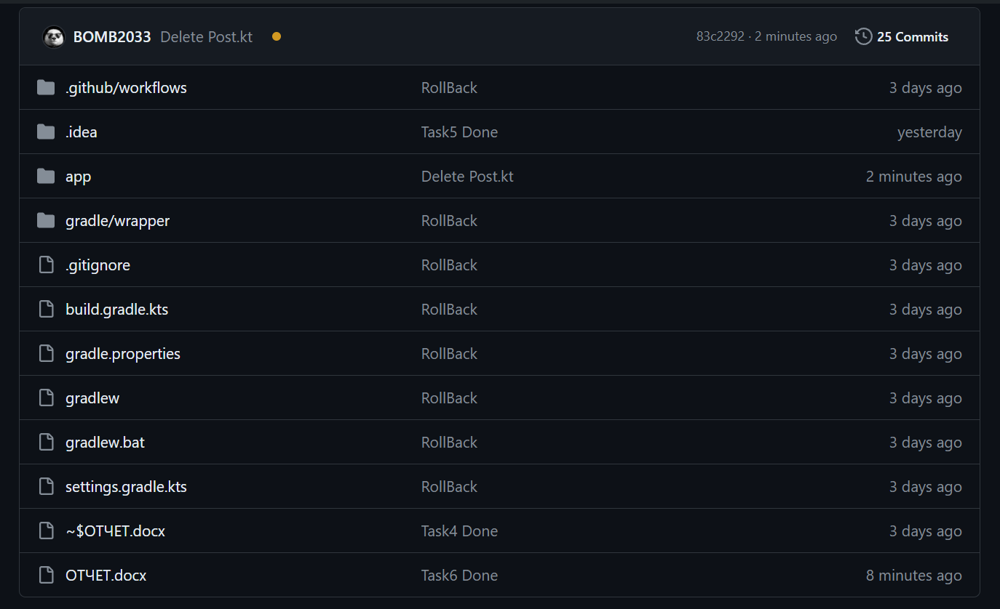 BOMB2033 Delete Post.kt 83c2292 · 2 minutes ago 25 Commits
.github/workflows RollBack 3 days ago
.idea Task5 Done yesterday
app Delete Post.kt 2 minutes ago
gradle/wrapper RollBack 3 days ago
.gitignore RollBack 3 days ago
build.gradle.kts RollBack 3 days ago
gradle.properties RollBack 3 days ago
gradlew RollBack 3 days ago
gradlew.bat RollBack 3 days ago
settings.gradle.kts RollBack 3 days ago
~$ОТЧЕТ.docx Task4 Done 3 days ago
ОТЧЕТ.docx Task6 Done 8 minutes ago